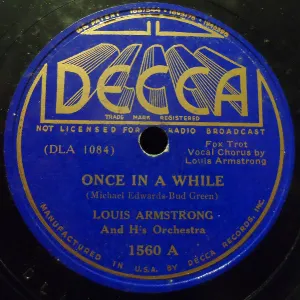 DECCA
TRADE MARK REGISTERED
NOT LICENSED FOR RADIO BROADCAST
(DLA 1084)
Fox Trot
Vocal Chorus by
Louis Armstrong
ONCE IN A WHILE
(Michael Edwards-Bud Green)
LOUIS ARMSTRONG
And His Orchestra
1560 A
MANUFACTURED IN U.S.A. BY DECCA RECORDS, INC.